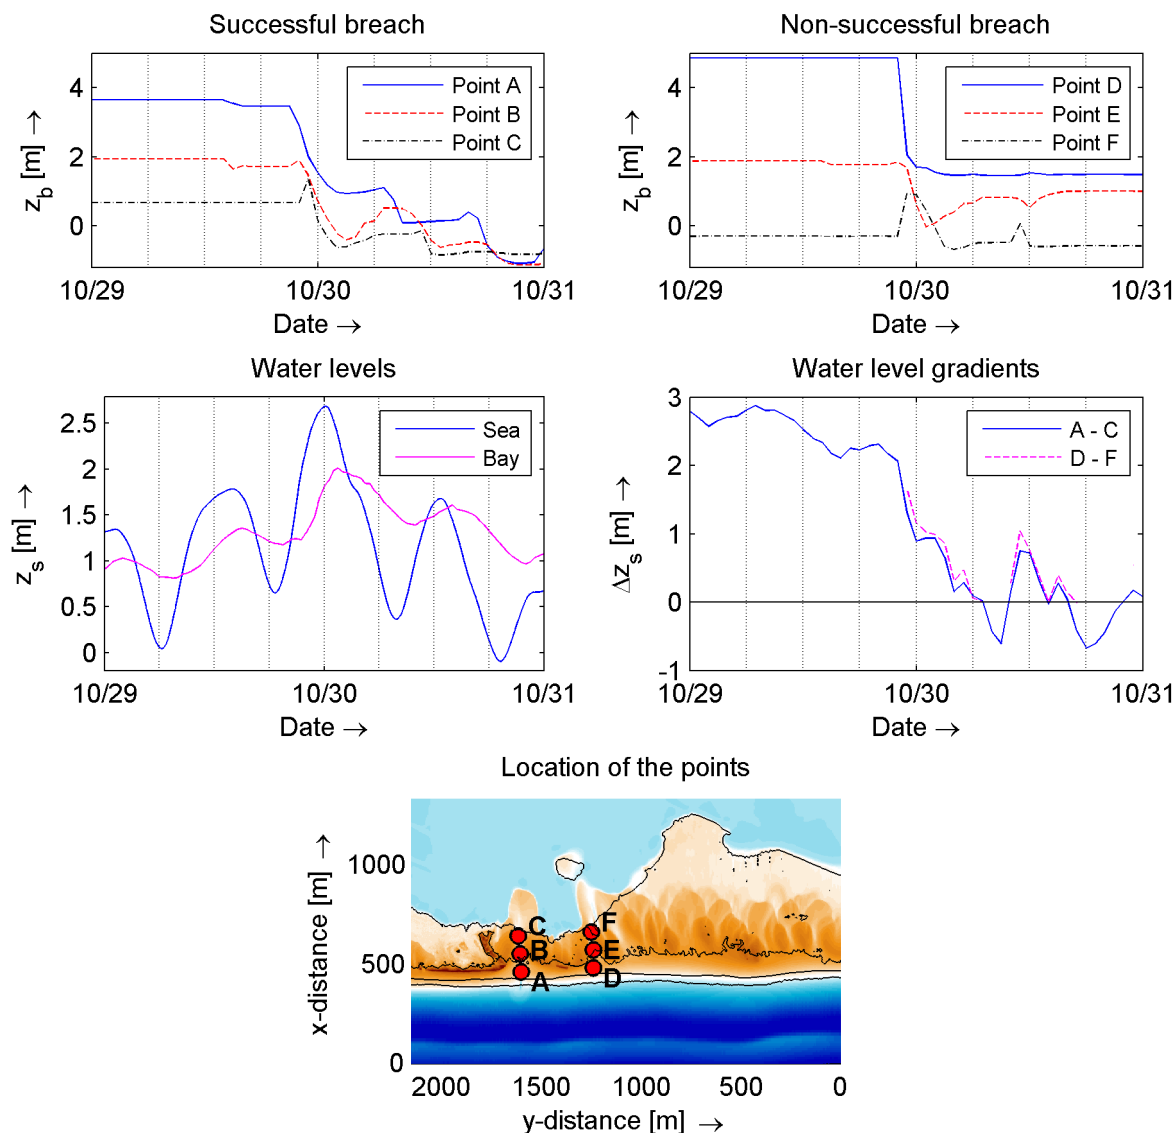 Successful breach
Non-successful breach
z_b [m] →
4
2
0
Point A
Point B
Point C
10/29
10/30
10/31
Date →
z_b [m] →
4
2
0
Point D
Point E
Point F
10/29
10/30
10/31
Date →
Water levels
Water level gradients
z_s [m] →
2.5
2
1.5
1
0.5
0
Sea
Bay
10/29
10/30
10/31
Date →
Δz_s [m] →
3
2
1
0
-1
A - C
D - F
10/29
10/30
10/31
Date →
Location of the points
x-distance [m] →
1000
500
0
C
F
B
E
A
D
2000
1500
1000
500
0
y-distance [m] →